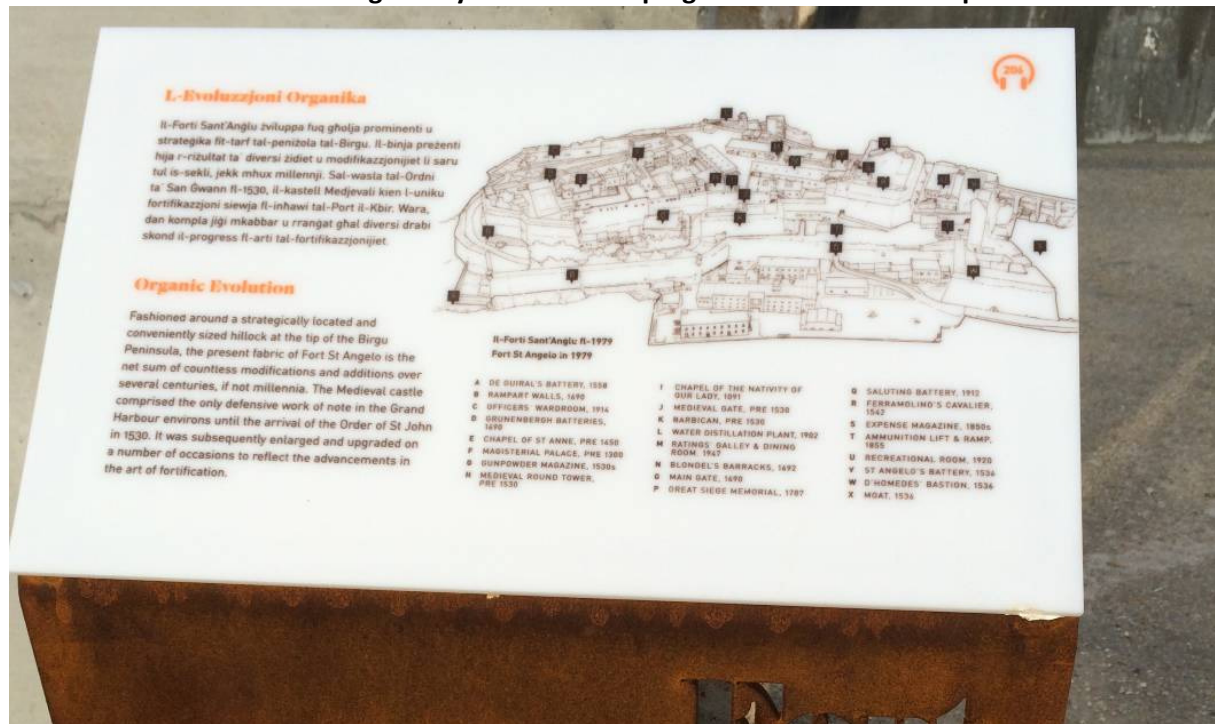 L-Evoluzzjoni Organika
Il-Forti Sant'Anġlu żviluppa fuq għolja prominenti u
strateġika fit-tarf tal-peniżola tal-Birgu. Il-binja preżenti
hija r-riżultat ta' diversi żidiet u modifikazzjonijiet li saru
tul is-sekli, jekk mhux millennji. Sal-wasla tal-Ordni
ta' San Ġwann fl-1530, il-kastell Medjevali kien l-uniku
fortifikazzjoni siewja fl-inħawi tal-Port il-Kbir. Wara,
dan kompla jiġi mkabbar u rrangat għal diversi drabi
skond il-progress fl-arti tal-fortifikazzjonijiet.
Organic Evolution
Fashioned around a strategically located and
conveniently sized hillock at the tip of the Birgu
Peninsula, the present fabric of Fort St Angelo is the
net sum of countless modifications and additions over
several centuries, if not millennia. The Medieval castle
comprised the only defensive work of note in the Grand
Harbour environs until the arrival of the Order of St John
in 1530. It was subsequently enlarged and upgraded on
a number of occasions to reflect the advancements in
the art of fortification.
206
Il-Forti Sant'Anġlu fl-1979
Fort St Angelo in 1979
A DE GUIRAL'S BATTERY, 1558
B RAMPART WALLS, 1690
C OFFICERS' WARDROOM, 1914
D GRUNENBERGH BATTERIES,
1690
E CHAPEL OF ST ANNE, PRE 1450
F MAGISTERIAL PALACE, PRE 1300
G GUNPOWDER MAGAZINE, 1530s
H MEDIEVAL ROUND TOWER,
PRE 1530
I CHAPEL OF THE NATIVITY OF
OUR LADY, 1091
J MEDIEVAL GATE, PRE 1530
K BARBICAN, PRE 1530
L WATER DISTILLATION PLANT, 1902
M RATINGS' GALLEY & DINING
ROOM, 1947
N BLONDEL'S BARRACKS, 1692
O MAIN GATE, 1690
P GREAT SIEGE MEMORIAL, 1707
Q SALUTING BATTERY, 1912
R FERRAMOLINO'S CAVALIER,
1542
S EXPENSE MAGAZINE, 1850s
T AMMUNITION LIFT & RAMP,
1855
U RECREATIONAL ROOM, 1920
V ST ANGELO'S BATTERY, 1536
W D'HOMEDES' BASTION, 1536
X MOAT, 1536
Fort